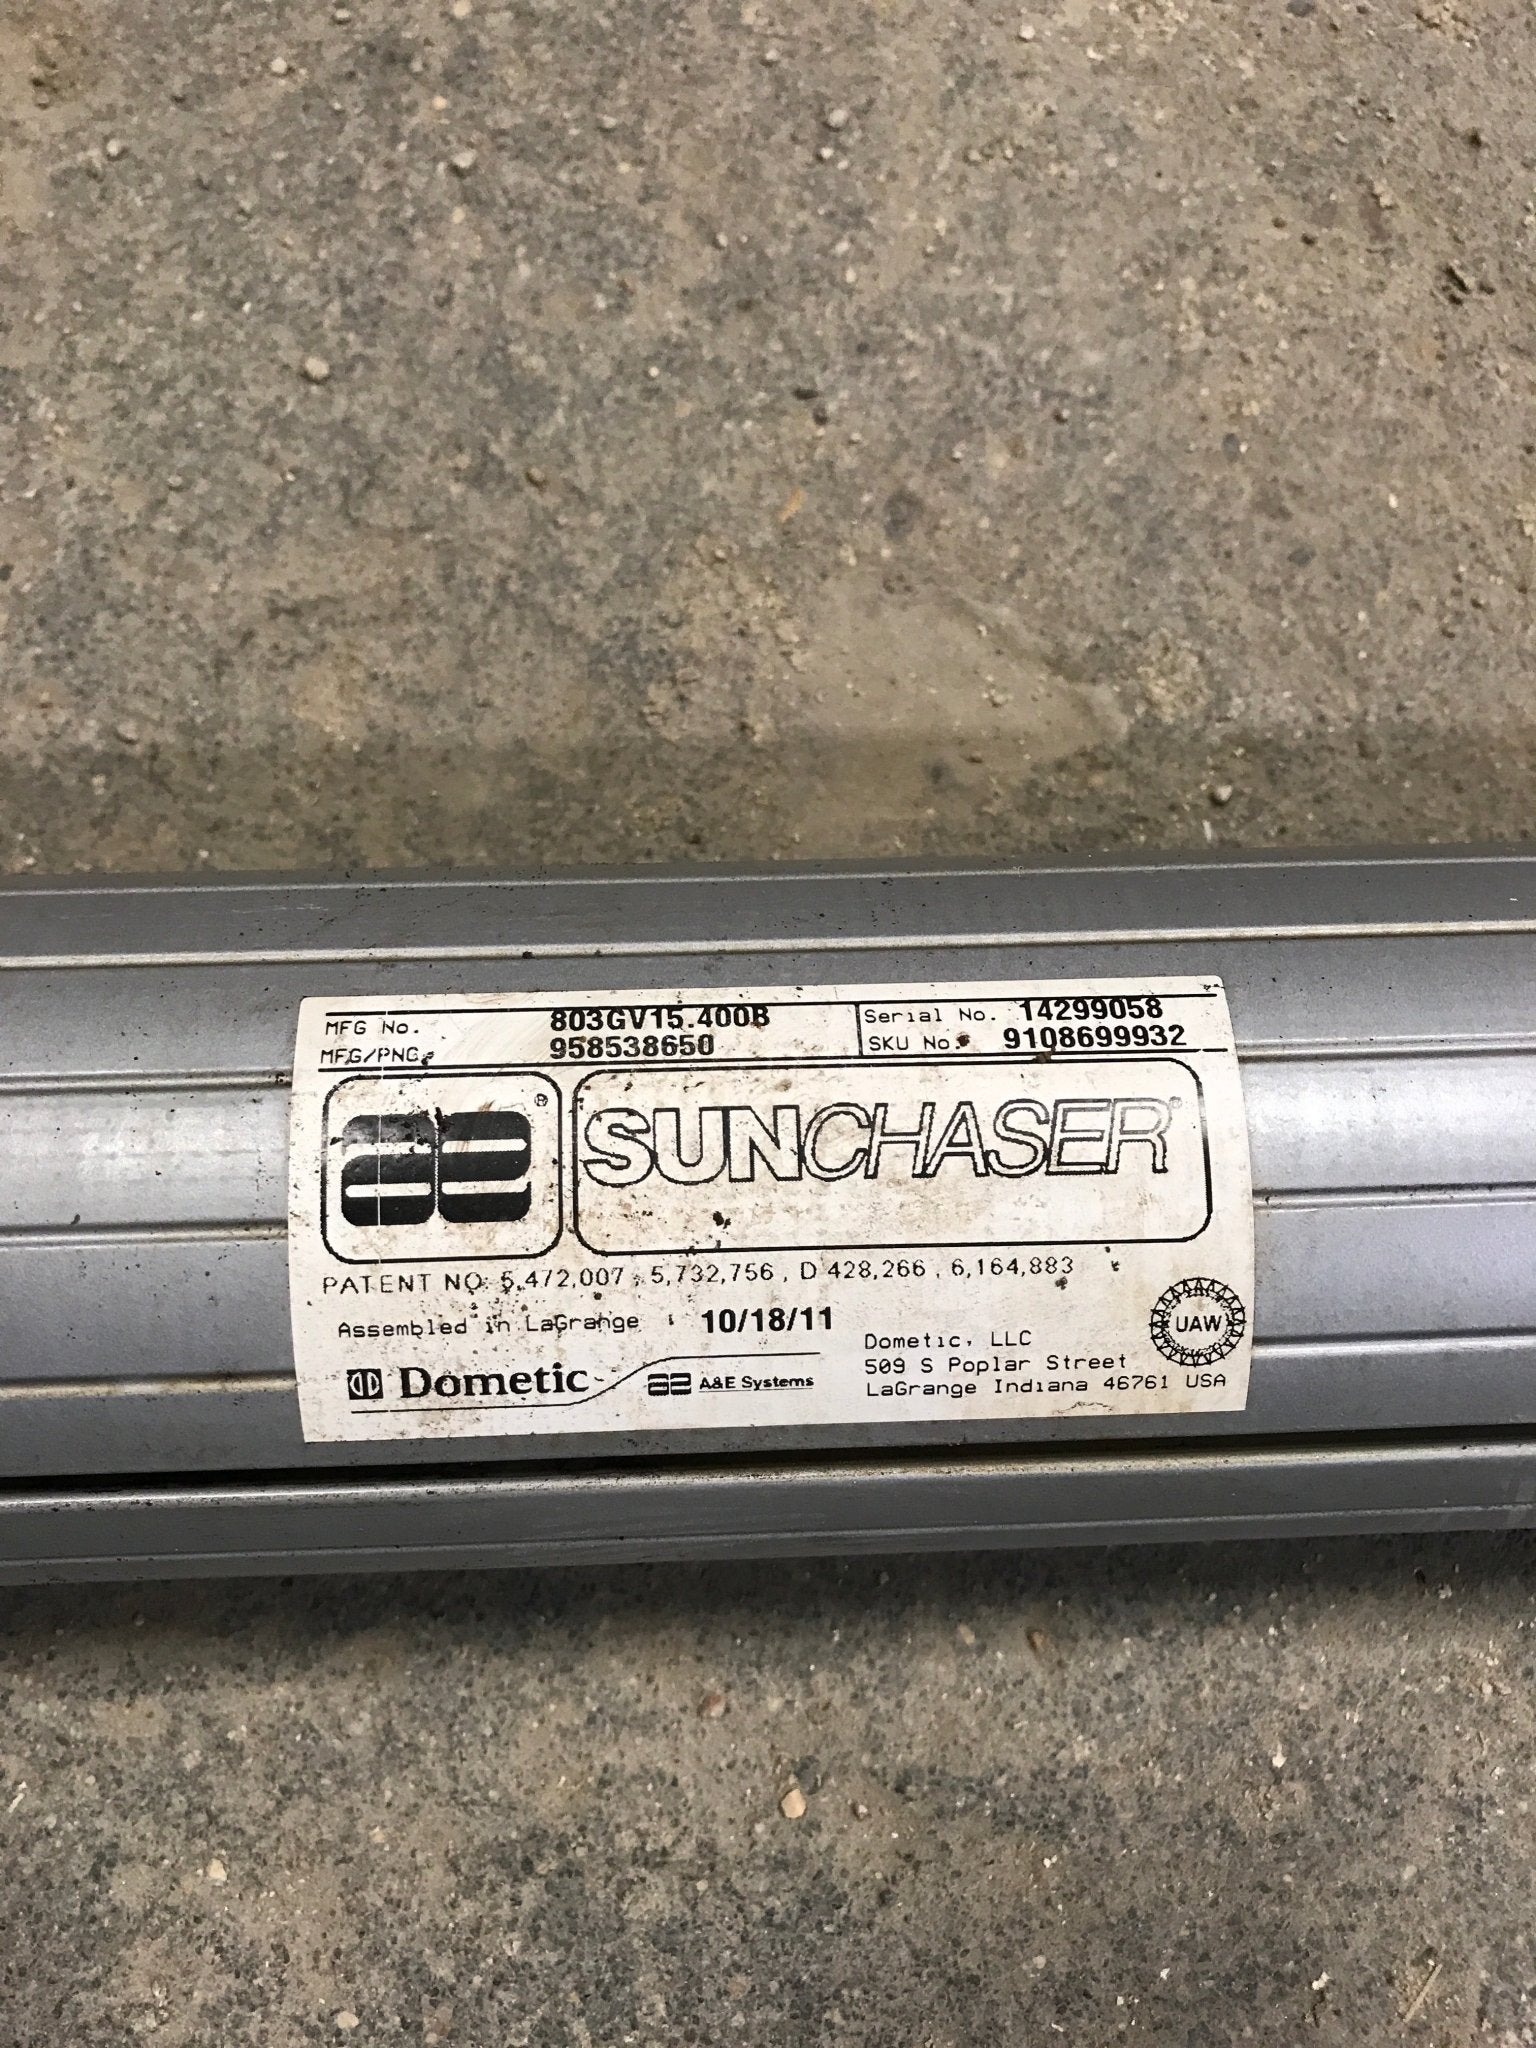 MFG No. 803GV15.400B Serial No. 14299058
MFG/PNC 958538650 SKU No. 9108699932
AE® SUNCHASER®
PATENT NO. 5,472,007, 5,732,756, D 428,266, 6,164,883
Assembled in LaGrange 10/18/11
UAW
Dometic AE A&E Systems
Dometic, LLC
509 S Poplar Street
LaGrange Indiana 46761 USA